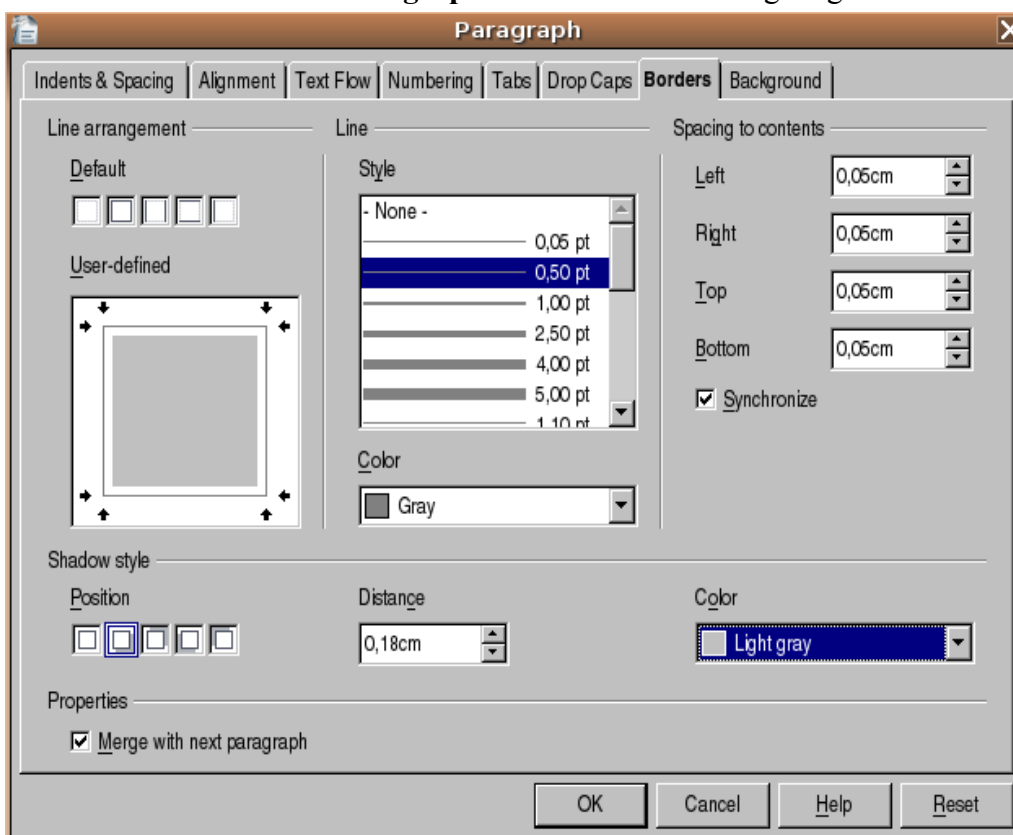 Paragraph
Indents & Spacing Alignment Text Flow Numbering Tabs Drop Caps Borders Background
Line arrangement Line Spacing to contents
Default
Style
Left 0,05cm
- None -
0,05 pt
Right 0,05cm
User-defined
0,50 pt
1,00 pt
Top 0,05cm
2,50 pt
Bottom 0,05cm
4,00 pt
5,00 pt
Synchronize
1,10 pt
Color
Gray
Shadow style
Position Distance Color
0,18cm Light gray
Properties
Merge with next paragraph
OK Cancel Help Reset